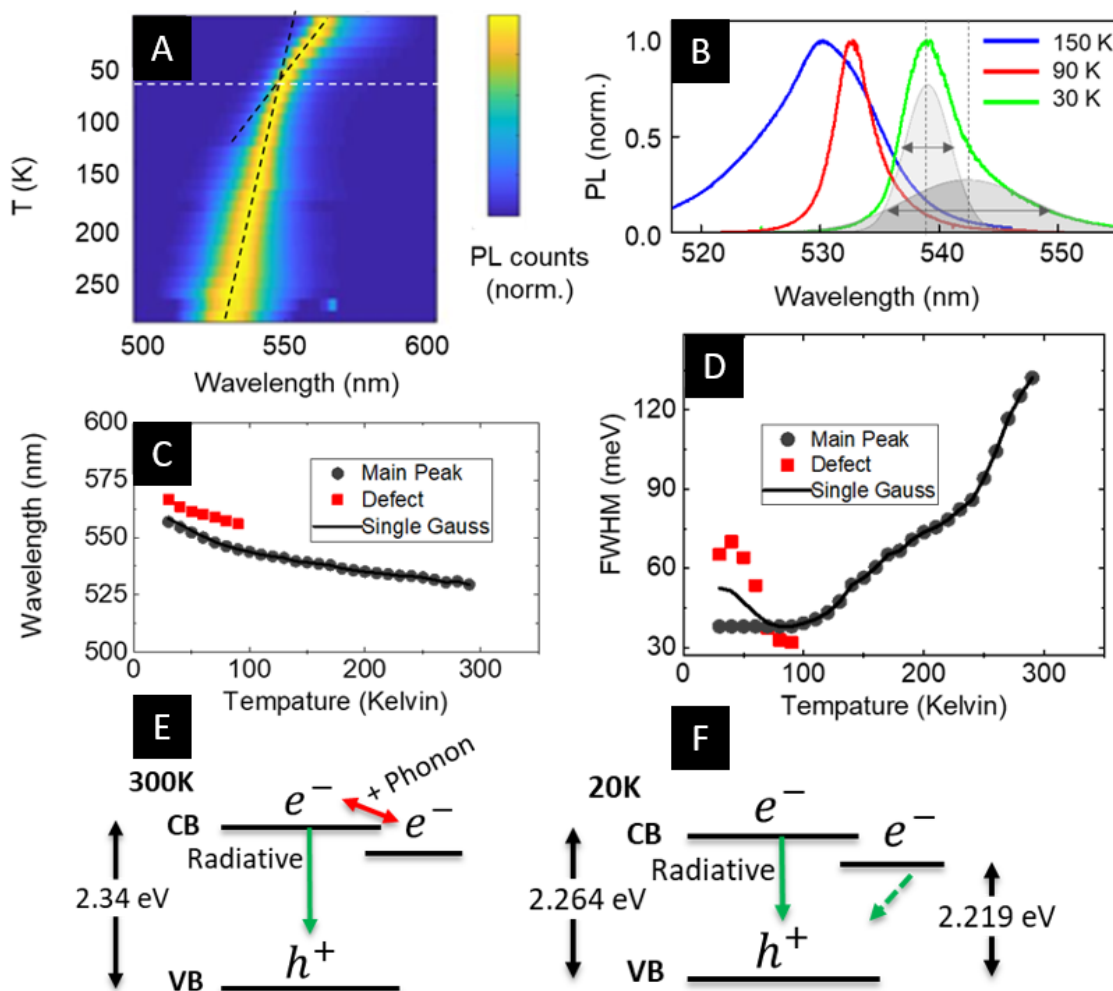 A
50
100
150
200
250
T (K)
500
550
600
Wavelength (nm)
PL counts
(norm.)
B
1.0
0.5
0.0
PL (norm.)
150 K
90 K
30 K
520
530
540
550
Wavelength (nm)
C
600
575
550
525
500
Wavelength (nm)
Main Peak
Defect
Single Gauss
0
100
200
300
Tempature (Kelvin)
D
120
90
60
30
FWHM (meV)
Main Peak
Defect
Single Gauss
0
100
200
300
Tempature (Kelvin)
E
300K
+ Phonon
e⁻
e⁻
CB
Radiative
2.34 eV
h⁺
VB
F
20K
e⁻
e⁻
CB
Radiative
2.264 eV
2.219 eV
h⁺
VB